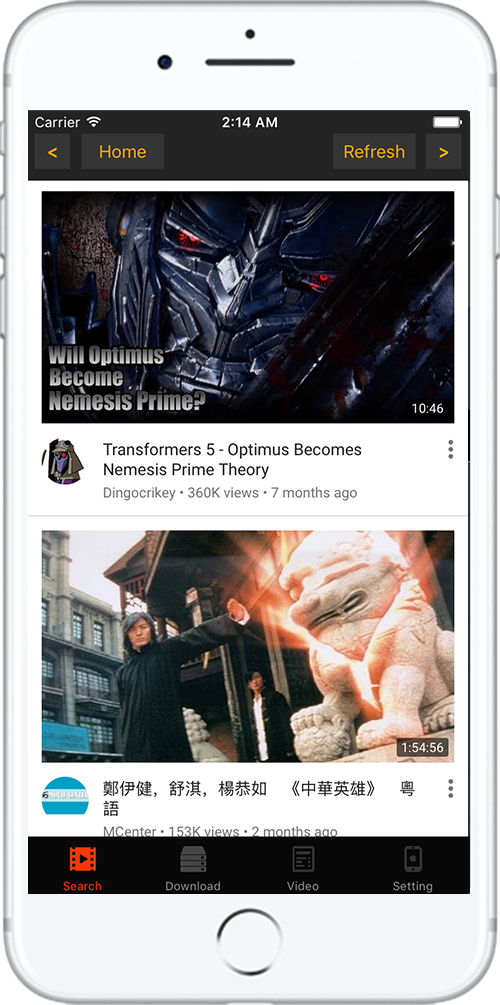 Carrier 2:14 AM
< Home Refresh >
Will Optimus
Become
Nemesis Prime?
10:46
Transformers 5 - Optimus Becomes
Nemesis Prime Theory
Dingocrikey • 360K views • 7 months ago
1:54:56
鄭伊健，舒淇，楊恭如 《中華英雄》 粵
語
MCenter • 153K views • 2 months ago
Search Download Video Setting